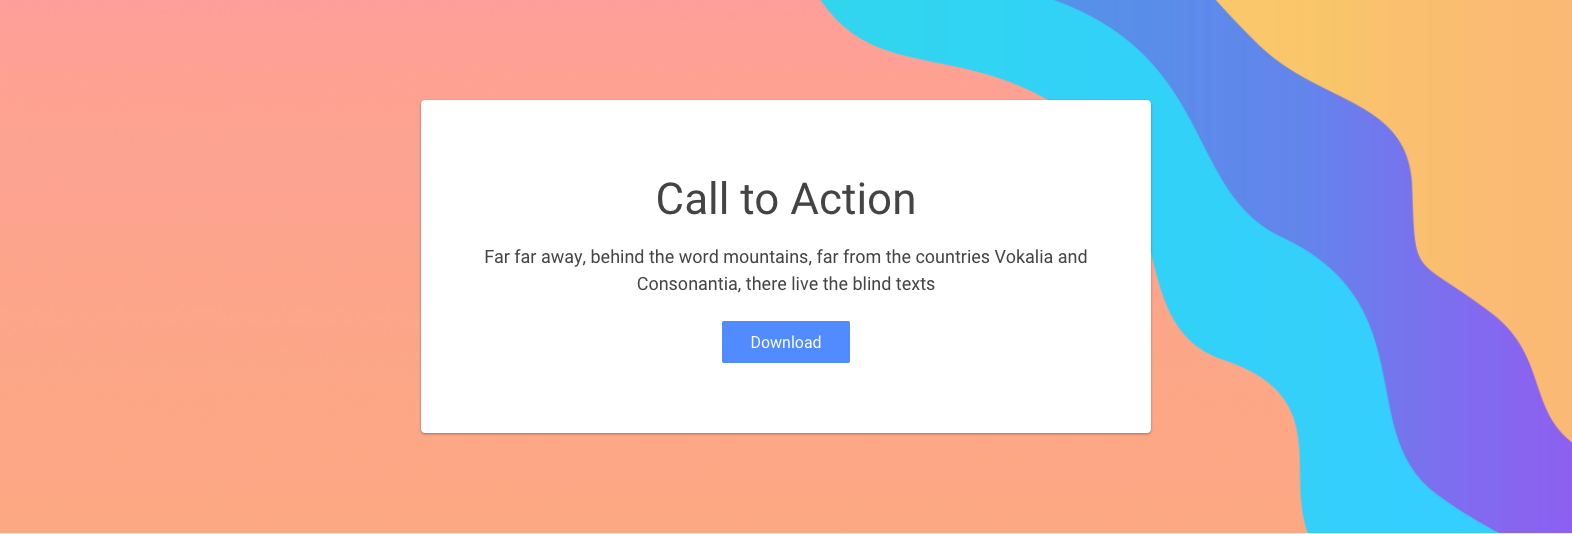 Call to Action
Far far away, behind the word mountains, far from the countries Vokalia and
Consonantia, there live the blind texts
Download